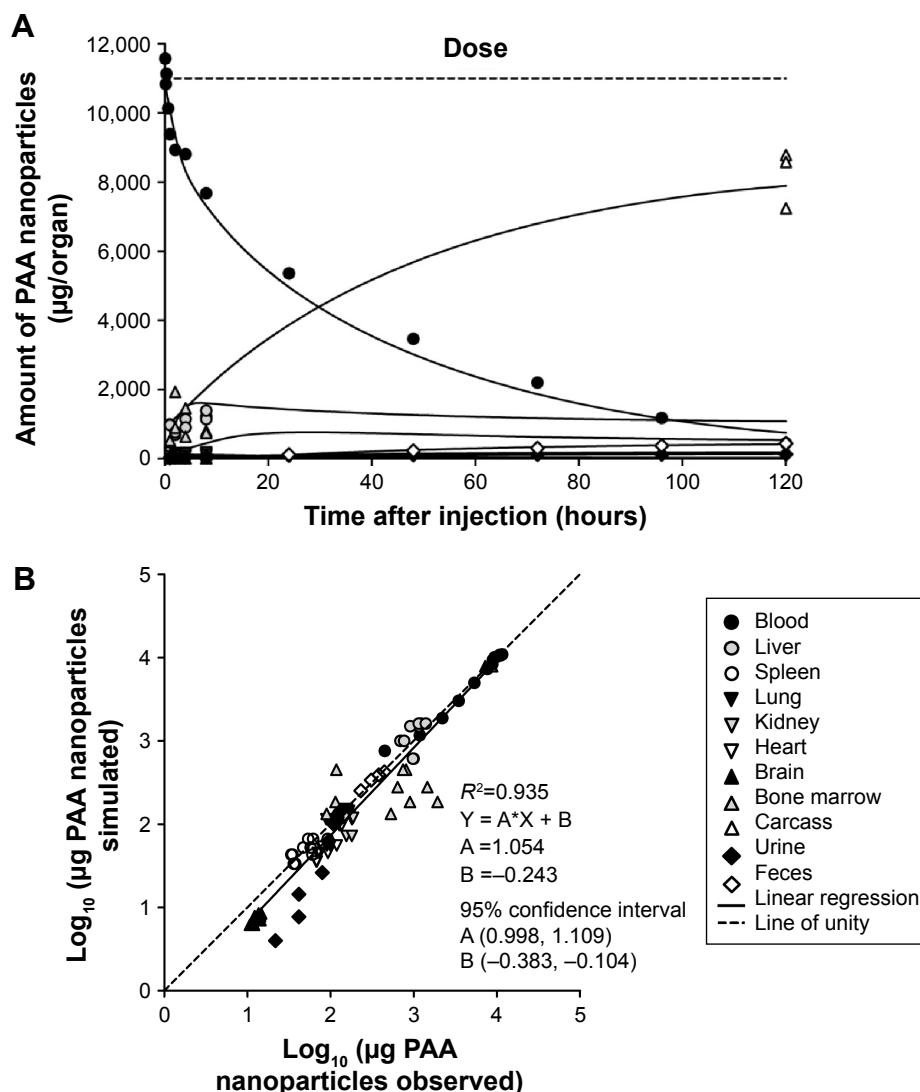 A
Dose
12,000
10,000
8,000
6,000
4,000
2,000
0
Amount of PAA nanoparticles
(µg/organ)
0 20 40 60 80 100 120
Time after injection (hours)
B
5
4
3
2
1
0
Log10 (µg PAA nanoparticles
simulated)
R²=0.935
Y = A*X + B
A =1.054
B =–0.243
95% confidence interval
A (0.998, 1.109)
B (–0.383, –0.104)
0 1 2 3 4 5
Log10 (µg PAA
nanoparticles observed)
Blood
Liver
Spleen
Lung
Kidney
Heart
Brain
Bone marrow
Carcass
Urine
Feces
Linear regression
Line of unity